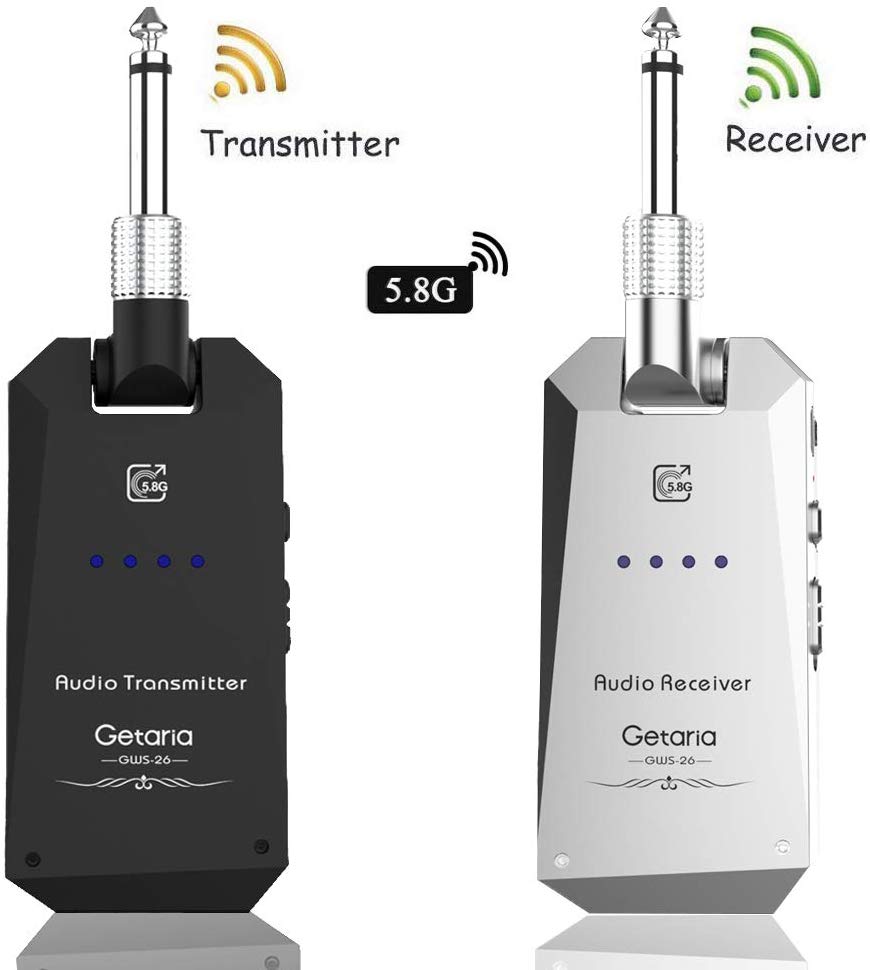 Transmitter
Receiver
5.8G
5.8G
Audio Transmitter
Getaria
GWS-26
5.8G
Audio Receiver
Getaria
GWS-26